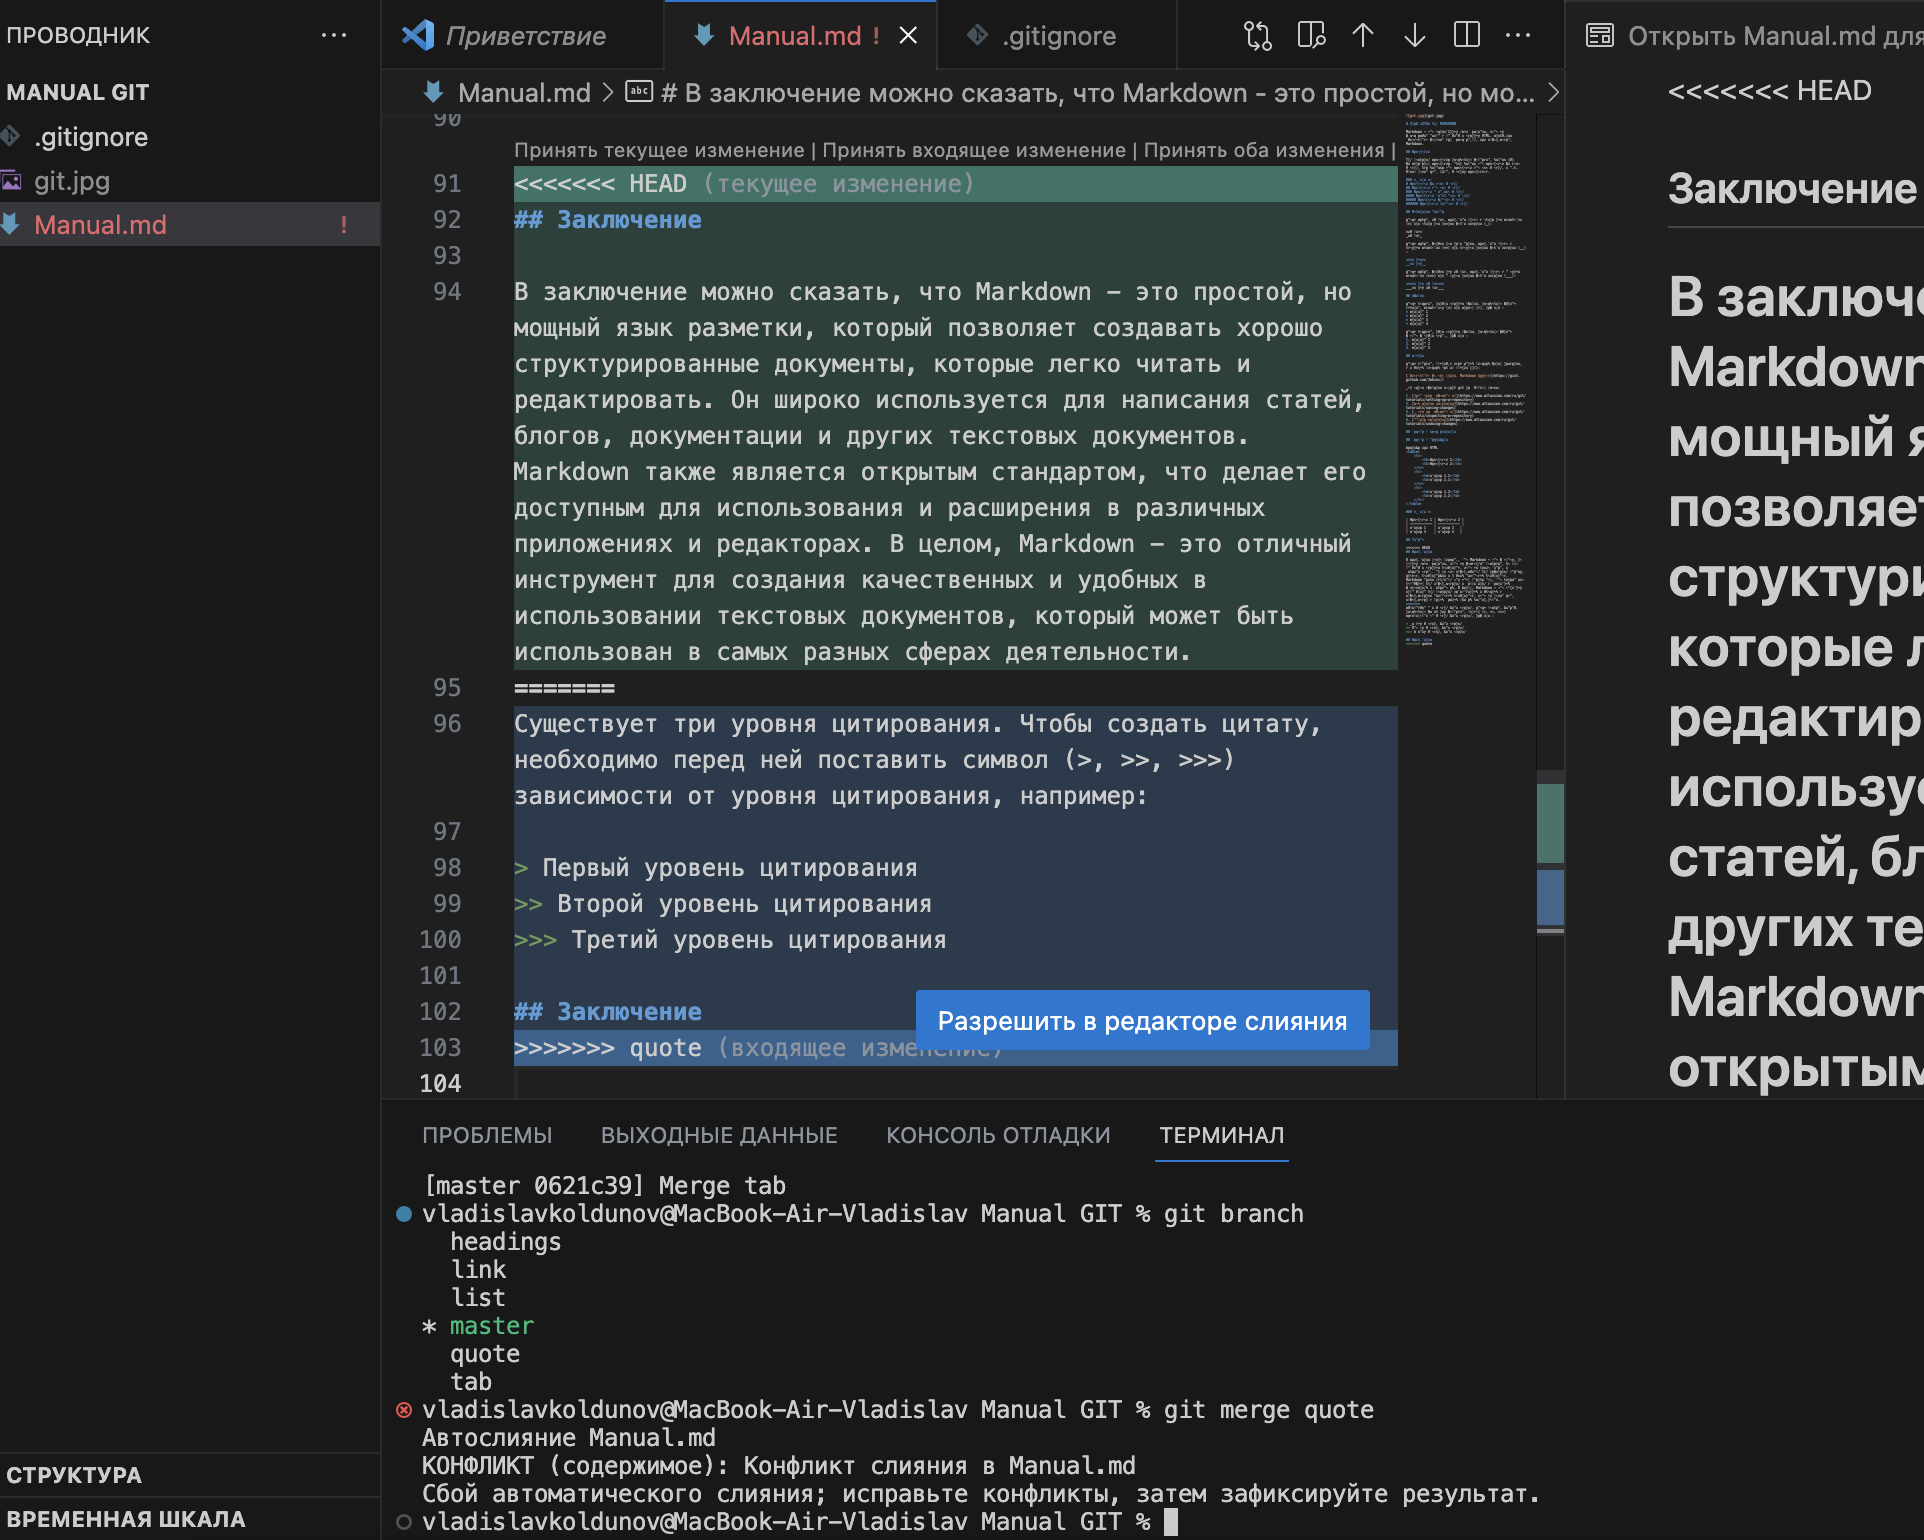 ПРОВОДНИК
MANUAL GIT
.gitignore
git.jpg
Manual.md !
СТРУКТУРА
ВРЕМЕННАЯ ШКАЛА
Приветствие
Manual.md !
.gitignore
Manual.md > # В заключение можно сказать, что Markdown - это простой, но мо...
90
Принять текущее изменение | Принять входящее изменение | Принять оба изменения |
91 <<<<<<< HEAD (текущее изменение)
92 ## Заключение
93
94 В заключение можно сказать, что Markdown – это простой, но
мощный язык разметки, который позволяет создавать хорошо
структурированные документы, которые легко читать и
редактировать. Он широко используется для написания статей,
блогов, документации и других текстовых документов.
Markdown также является открытым стандартом, что делает его
доступным для использования и расширения в различных
приложениях и редакторах. В целом, Markdown – это отличный
инструмент для создания качественных и удобных в
использовании текстовых документов, который может быть
использован в самых разных сферах деятельности.
95 =======
96 Существует три уровня цитирования. Чтобы создать цитату,
необходимо перед ней поставить символ (>, >>, >>>)
зависимости от уровня цитирования, например:
97
98 > Первый уровень цитирования
99 >> Второй уровень цитирования
100 >>> Третий уровень цитирования
101
102 ## Заключение
Разрешить в редакторе слияния
103 >>>>>>> quote (входящее изменение)
104
Открыть Manual.md для
<<<<<<< HEAD
Заключение
В заключе
Markdown
мощный я
позволяет
структури
которые л
редактир
использу
статей, бл
других те
Markdown
открытым
ПРОБЛЕМЫ ВЫХОДНЫЕ ДАННЫЕ КОНСОЛЬ ОТЛАДКИ ТЕРМИНАЛ
[master 0621c39] Merge tab
vladislavkoldunov@MacBook-Air-Vladislav Manual GIT % git branch
headings
link
list
* master
quote
tab
vladislavkoldunov@MacBook-Air-Vladislav Manual GIT % git merge quote
Автослияние Manual.md
КОНФЛИКТ (содержимое): Конфликт слияния в Manual.md
Сбой автоматического слияния; исправьте конфликты, затем зафиксируйте результат.
vladislavkoldunov@MacBook-Air-Vladislav Manual GIT %